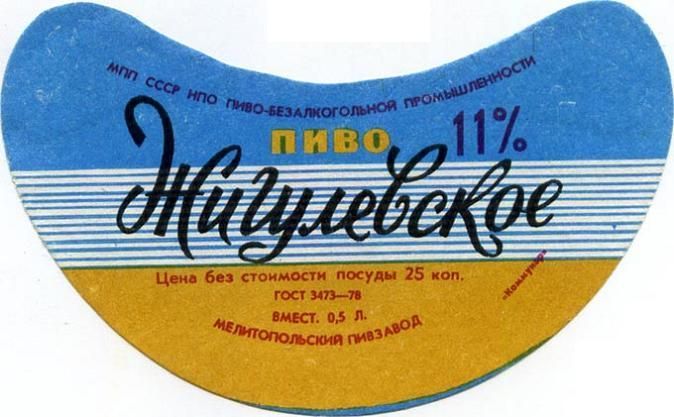 МПП СССР НПО ПИВО-БЕЗАЛКОГОЛЬНОЙ ПРОМЫШЛЕННОСТИ
ПИВО 11%
Жигулевское
Цена без стоимости посуды 25 коп.
ГОСТ 3473—78
ВМЕСТ. 0,5 Л.
МЕЛИТОПОЛЬСКИЙ ПИВЗАВОД
«Коммунар»